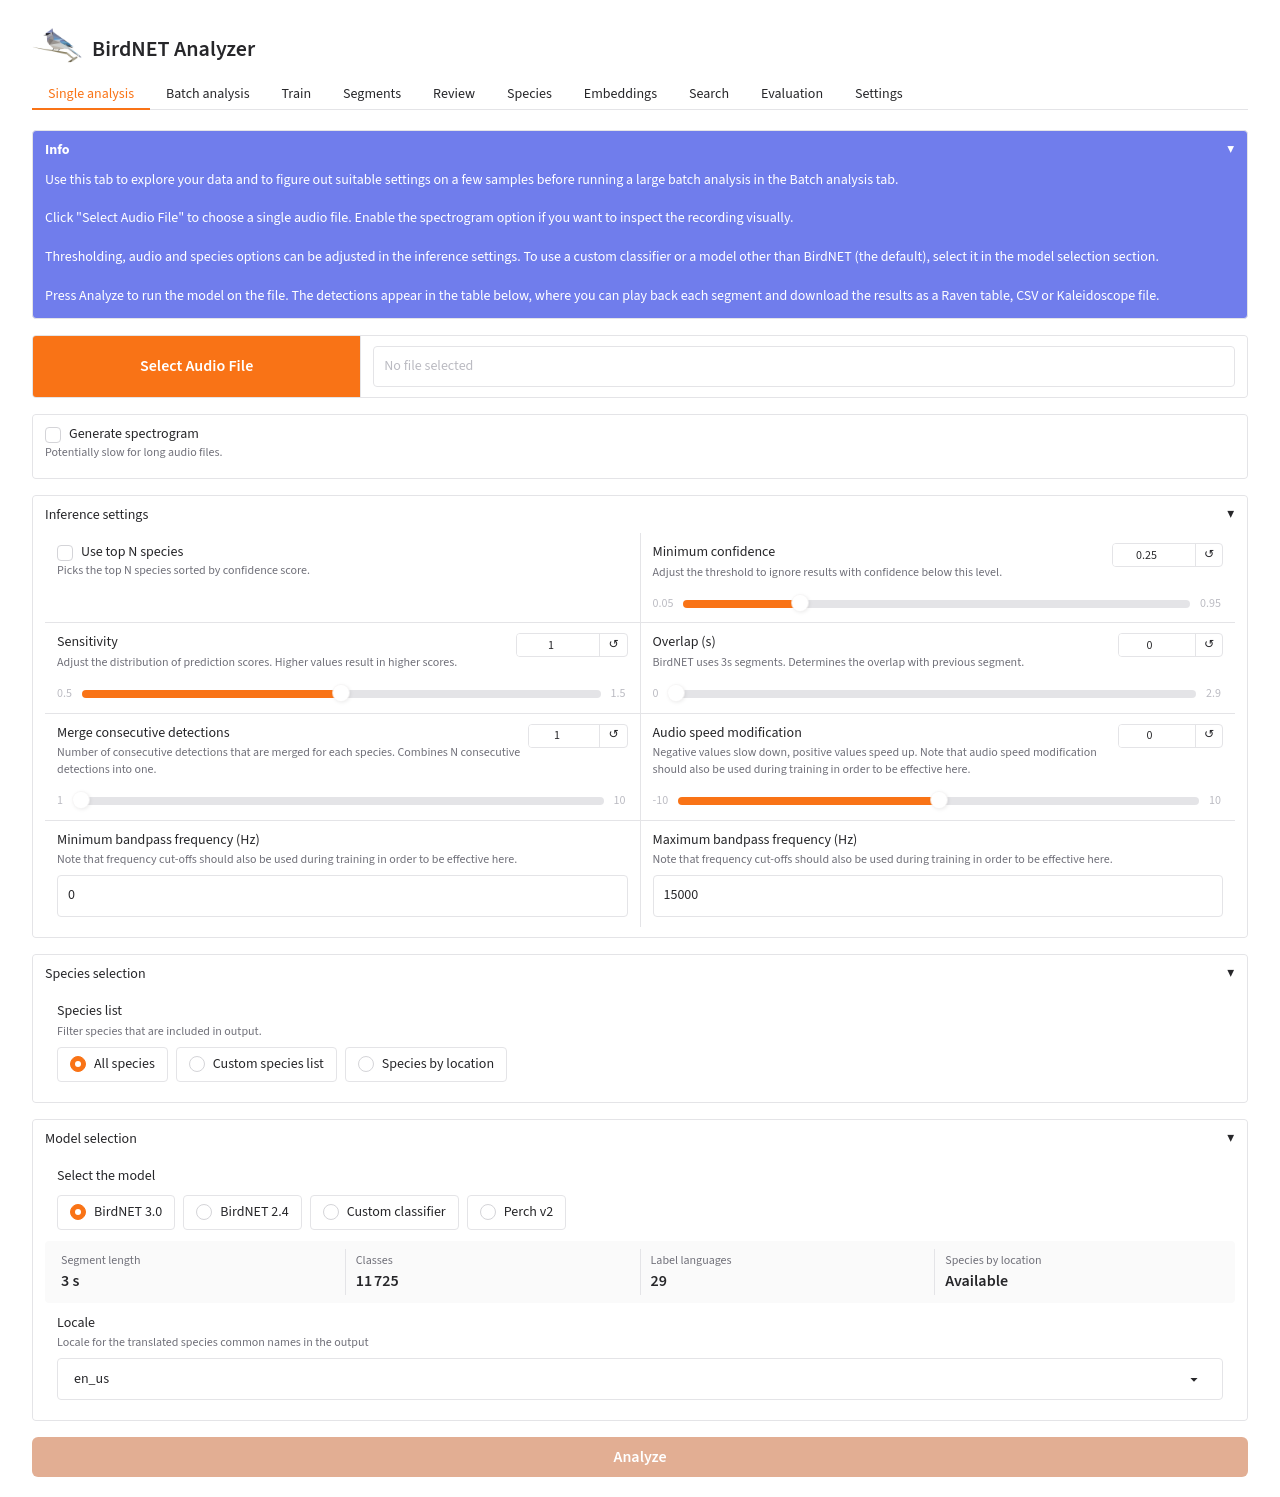 BirdNET Analyzer
Single analysis
Batch analysis
Train
Segments
Review
Species
Embeddings
Search
Evaluation
Settings
Info ▼
Use this tab to explore your data and to figure out suitable settings on a few samples before running a large batch analysis in the Batch analysis tab.
Click "Select Audio File" to choose a single audio file. Enable the spectrogram option if you want to inspect the recording visually.
Thresholding, audio and species options can be adjusted in the inference settings. To use a custom classifier or a model other than BirdNET (the default), select it in the model selection section.
Press Analyze to run the model on the file. The detections appear in the table below, where you can play back each segment and download the results as a Raven table, CSV or Kaleidoscope file.
Select Audio File
No file selected
Generate spectrogram
Potentially slow for long audio files.
Inference settings ▼
Use top N species
Picks the top N species sorted by confidence score.
Minimum confidence
0.25 ↺
Adjust the threshold to ignore results with confidence below this level.
0.05 0.95
Sensitivity
1 ↺
Adjust the distribution of prediction scores. Higher values result in higher scores.
0.5 1.5
Overlap (s)
0 ↺
BirdNET uses 3s segments. Determines the overlap with previous segment.
0 2.9
Merge consecutive detections
1 ↺
Number of consecutive detections that are merged for each species. Combines N consecutive
detections into one.
1 10
Audio speed modification
0 ↺
Negative values slow down, positive values speed up. Note that audio speed modification
should also be used during training in order to be effective here.
-10 10
Minimum bandpass frequency (Hz)
Note that frequency cut-offs should also be used during training in order to be effective here.
0
Maximum bandpass frequency (Hz)
Note that frequency cut-offs should also be used during training in order to be effective here.
15000
Species selection ▼
Species list
Filter species that are included in output.
All species
Custom species list
Species by location
Model selection ▼
Select the model
BirdNET 3.0
BirdNET 2.4
Custom classifier
Perch v2
Segment length
3 s
Classes
11 725
Label languages
29
Species by location
Available
Locale
Locale for the translated species common names in the output
en_us
Analyze